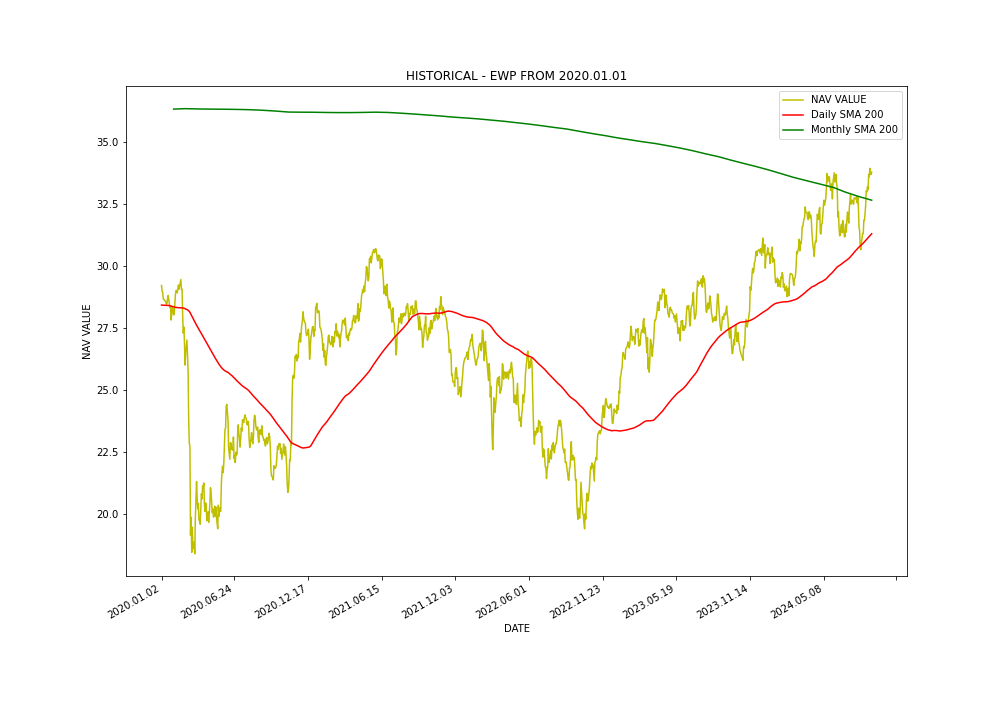 HISTORICAL - EWP FROM 2020.01.01
NAV VALUE
Daily SMA 200
Monthly SMA 200
35.0
32.5
30.0
27.5
25.0
22.5
20.0
NAV VALUE
2020.01.02
2020.06.24
2020.12.17
2021.06.15
2021.12.03
2022.06.01
2022.11.23
2023.05.19
2023.11.14
2024.05.08
DATE